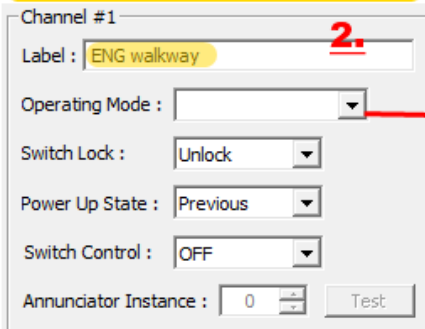 Channel #1
2.
Label : ENG walkway
Operating Mode :
Switch Lock : Unlock
Power Up State : Previous
Switch Control : OFF
Annunciator Instance : 0 Test